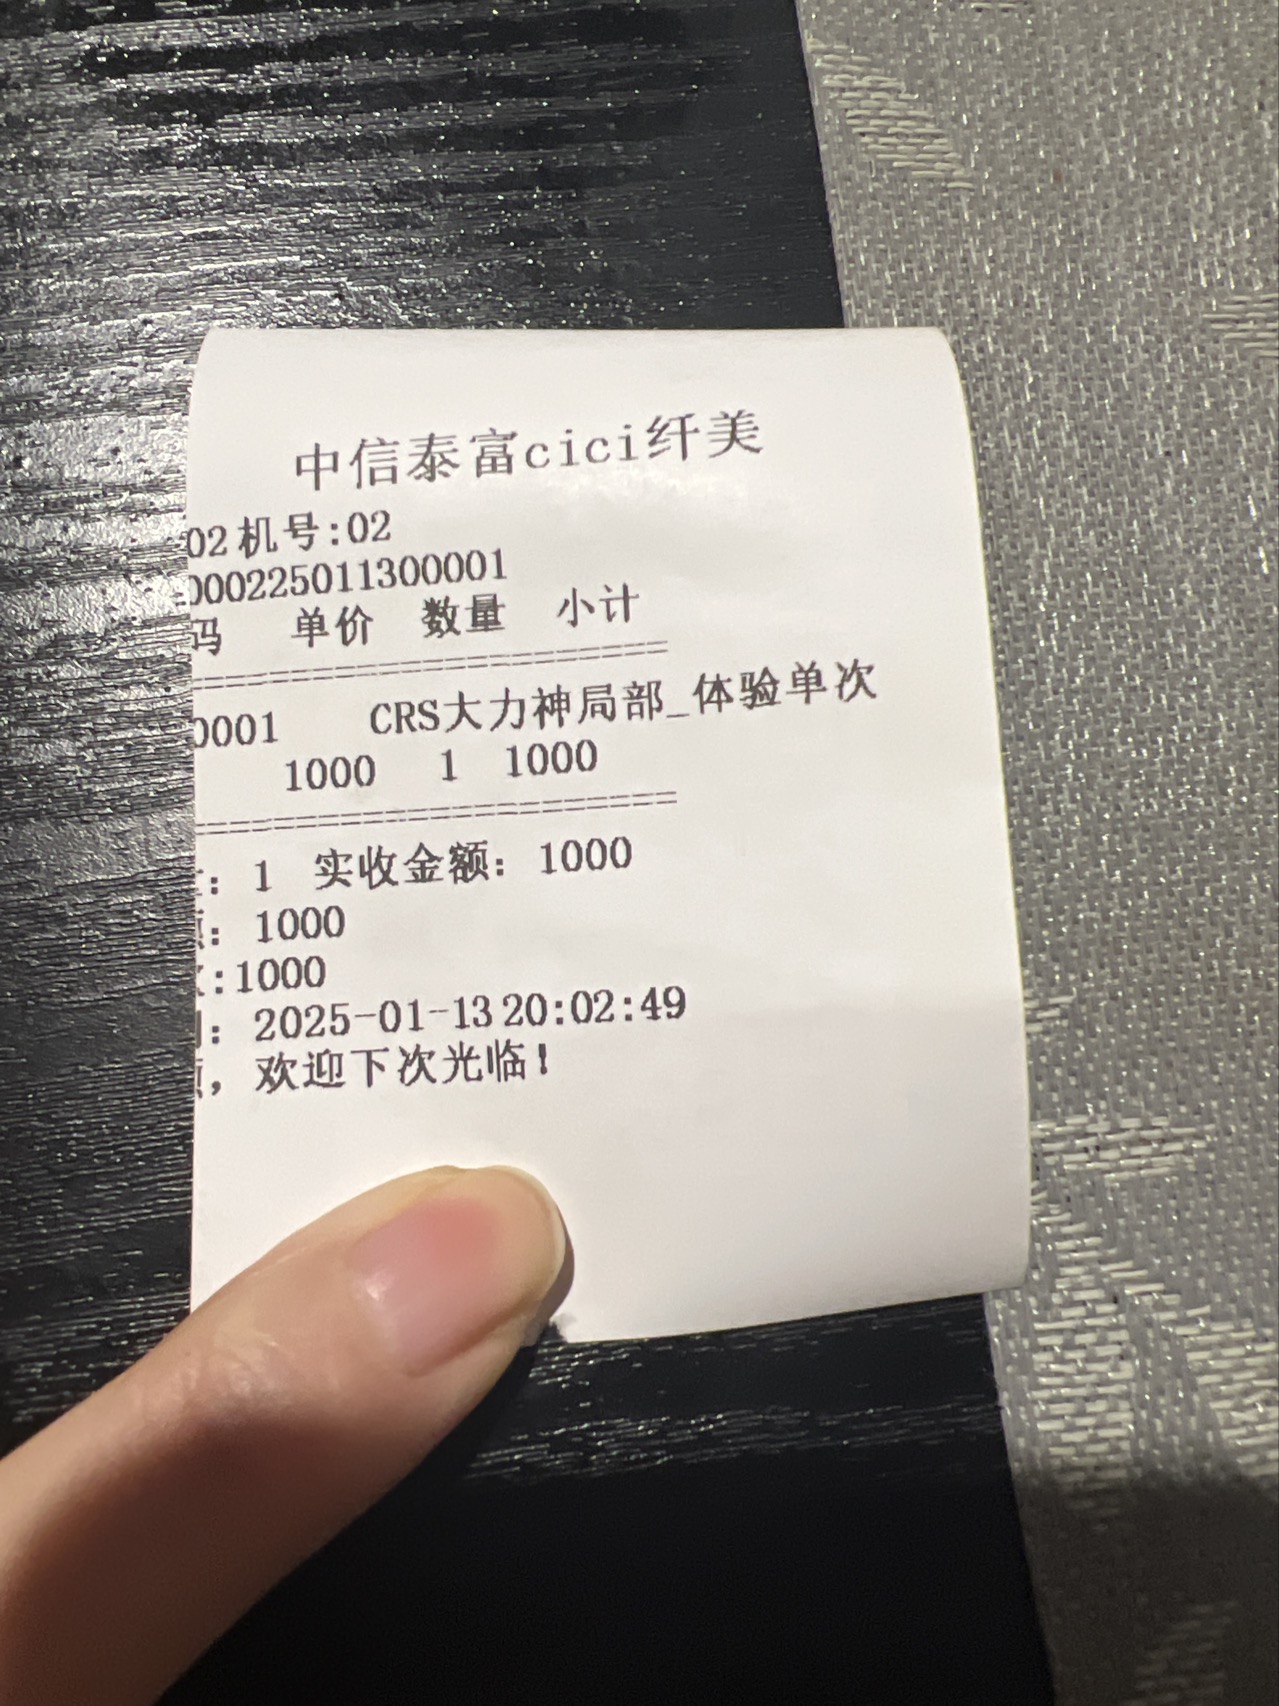 中信泰富cici纤美
02 机号:02
000225011300001
码 单价 数量 小计
0001 CRS大力神局部_体验单次
1000 1 1000
: 1 实收金额: 1000
: 1000
:1000
: 2025-01-13 20:02:49
, 欢迎下次光临!